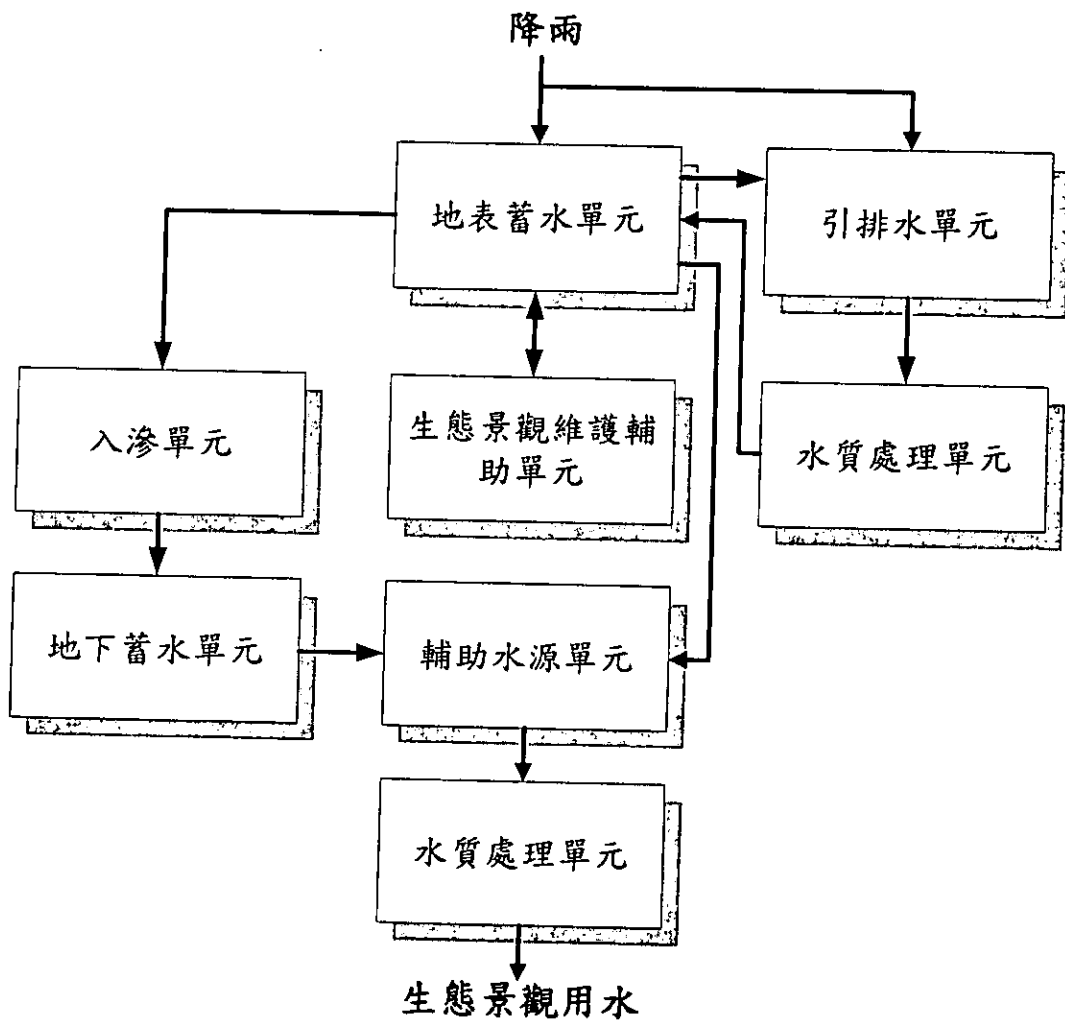 降雨
地表蓄水單元
引排水單元
入滲單元
生態景觀維護輔
助單元
水質處理單元
地下蓄水單元
輔助水源單元
水質處理單元
生態景觀用水